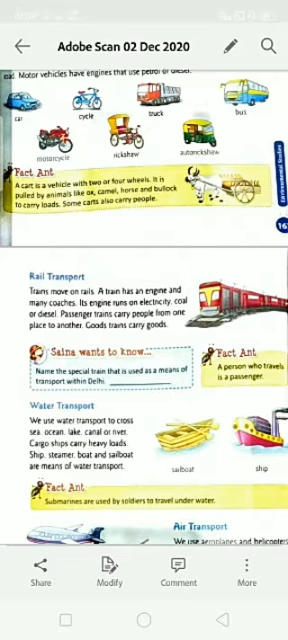 Adobe Scan 02 Dec 2020
road. Motor vehicles have engines that use petrol or diesel.
car
cycle
truck
bus
motorcycle
rickshaw
autorickshaw
Fact Ant
A cart is a vehicle with two or four wheels. It is
pulled by animals like ox, camel, horse and bullock
to carry loads. Some carts also carry people.
Environmental Studies
16
Rail Transport
Trains move on rails. A train has an engine and
many coaches. Its engine runs on electricity, coal
or diesel. Passenger trains carry people from one
place to another. Goods trains carry goods.
Saina wants to know...
Name the special train that is used as a means of
transport within Delhi.
Fact Ant
A person who travels
is a passenger.
Water Transport
We use water transport to cross
sea, ocean, lake, canal or river.
Cargo ships carry heavy loads.
Ship, steamer, boat and sailboat
are means of water transport.
sailboat
ship
Fact Ant
Submarines are used by soldiers to travel under water.
Air Transport
We use aeroplanes and helicopters
Share
Modify
Comment
More